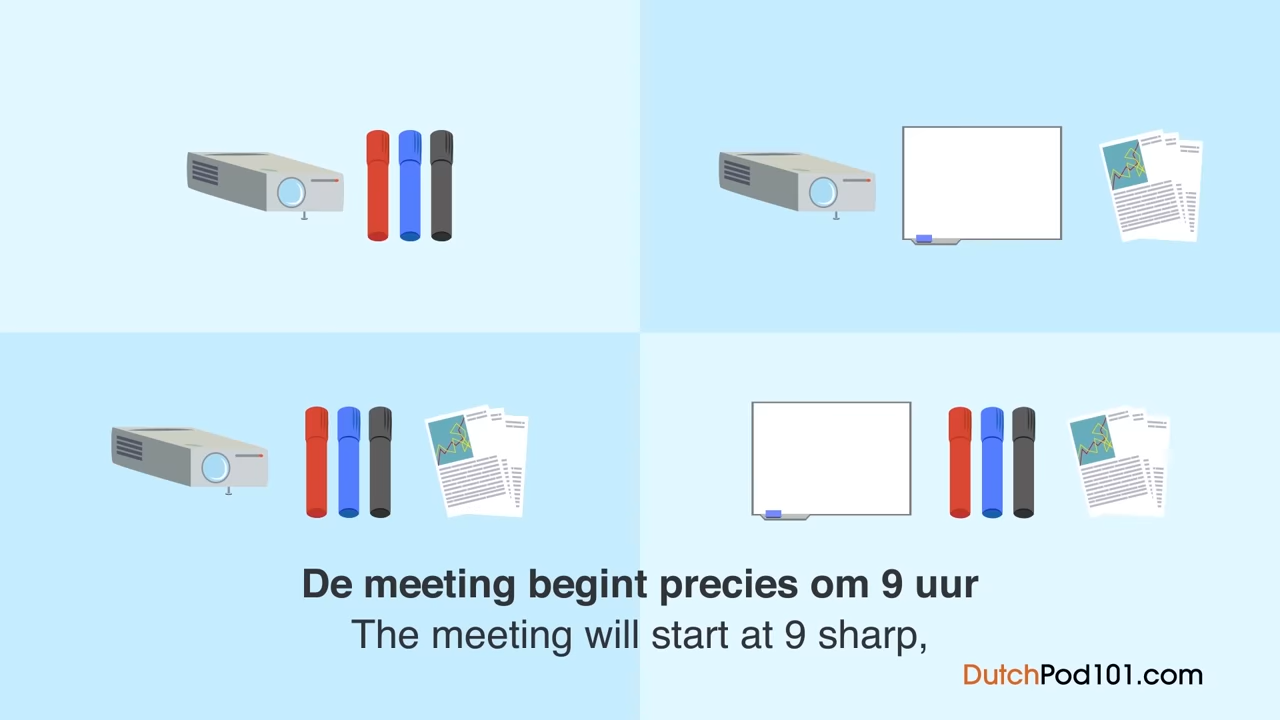 De meeting begint precies om 9 uur
The meeting will start at 9 sharp,
DutchPod101.com